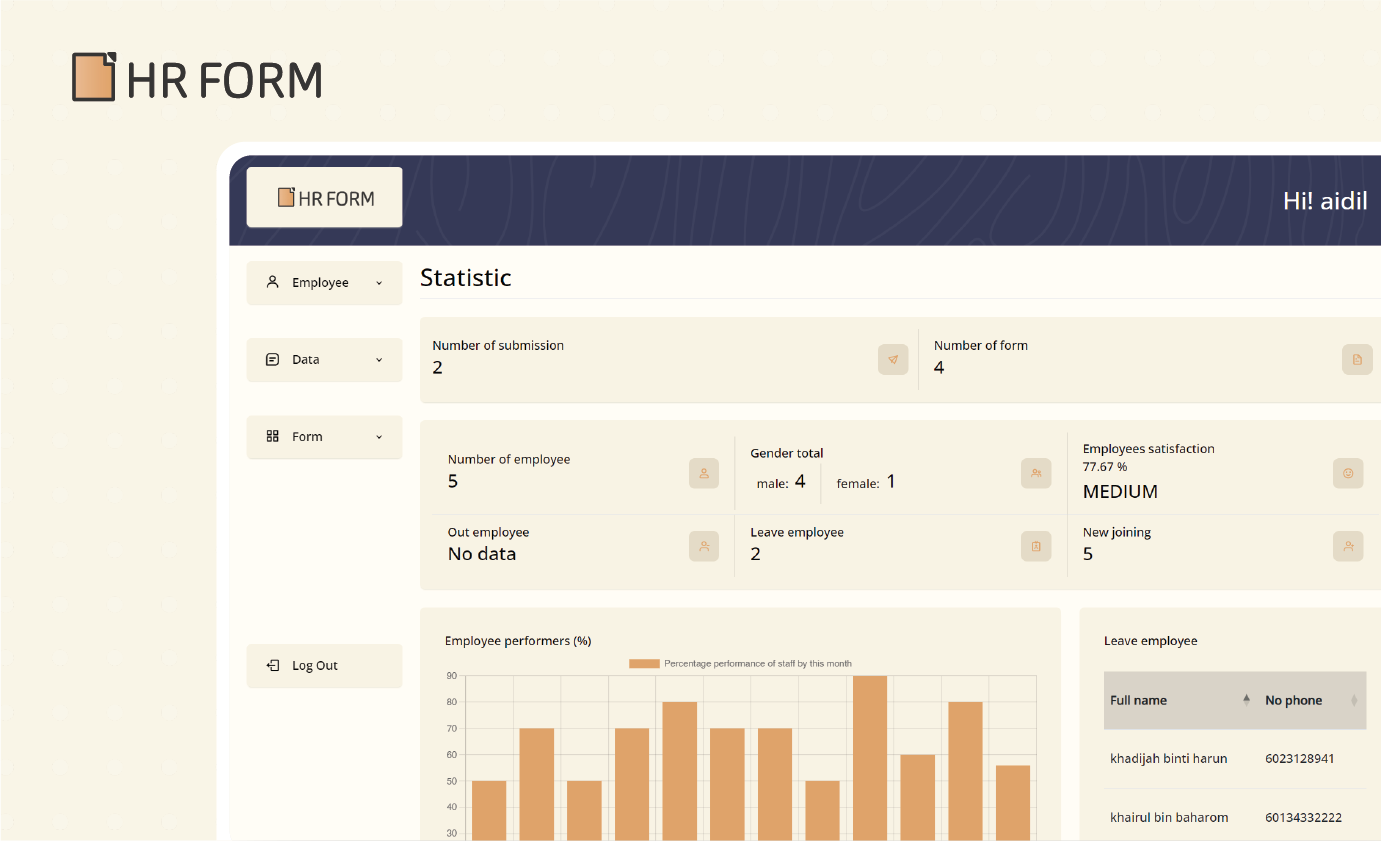 HR FORM
HR FORM
Hi! aidil
Employee
Data
Form
Log Out
Statistic
Number of submission
2
Number of form
4
Number of employee
5
Gender total
male: 4 female: 1
Employees satisfaction
77.67 %
MEDIUM
Out employee
No data
Leave employee
2
New joining
5
Employee performers (%)
Percentage performance of staff by this month
90
80
70
60
50
40
30
Leave employee
Full name No phone
khadijah binti harun 6023128941
khairul bin baharom 60134332222